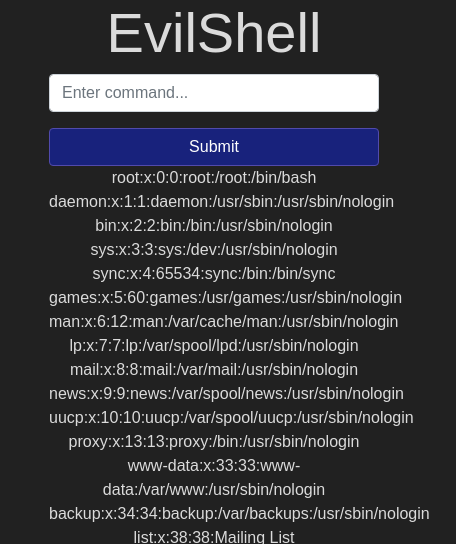 EvilShell
Enter command...
Submit
root:x:0:0:root:/root:/bin/bash
daemon:x:1:1:daemon:/usr/sbin:/usr/sbin/nologin
bin:x:2:2:bin:/bin:/usr/sbin/nologin
sys:x:3:3:sys:/dev:/usr/sbin/nologin
sync:x:4:65534:sync:/bin:/bin/sync
games:x:5:60:games:/usr/games:/usr/sbin/nologin
man:x:6:12:man:/var/cache/man:/usr/sbin/nologin
lp:x:7:7:lp:/var/spool/lpd:/usr/sbin/nologin
mail:x:8:8:mail:/var/mail:/usr/sbin/nologin
news:x:9:9:news:/var/spool/news:/usr/sbin/nologin
uucp:x:10:10:uucp:/var/spool/uucp:/usr/sbin/nologin
proxy:x:13:13:proxy:/bin:/usr/sbin/nologin
www-data:x:33:33:www-
data:/var/www:/usr/sbin/nologin
backup:x:34:34:backup:/var/backups:/usr/sbin/nologin
list:x:38:38:Mailing List